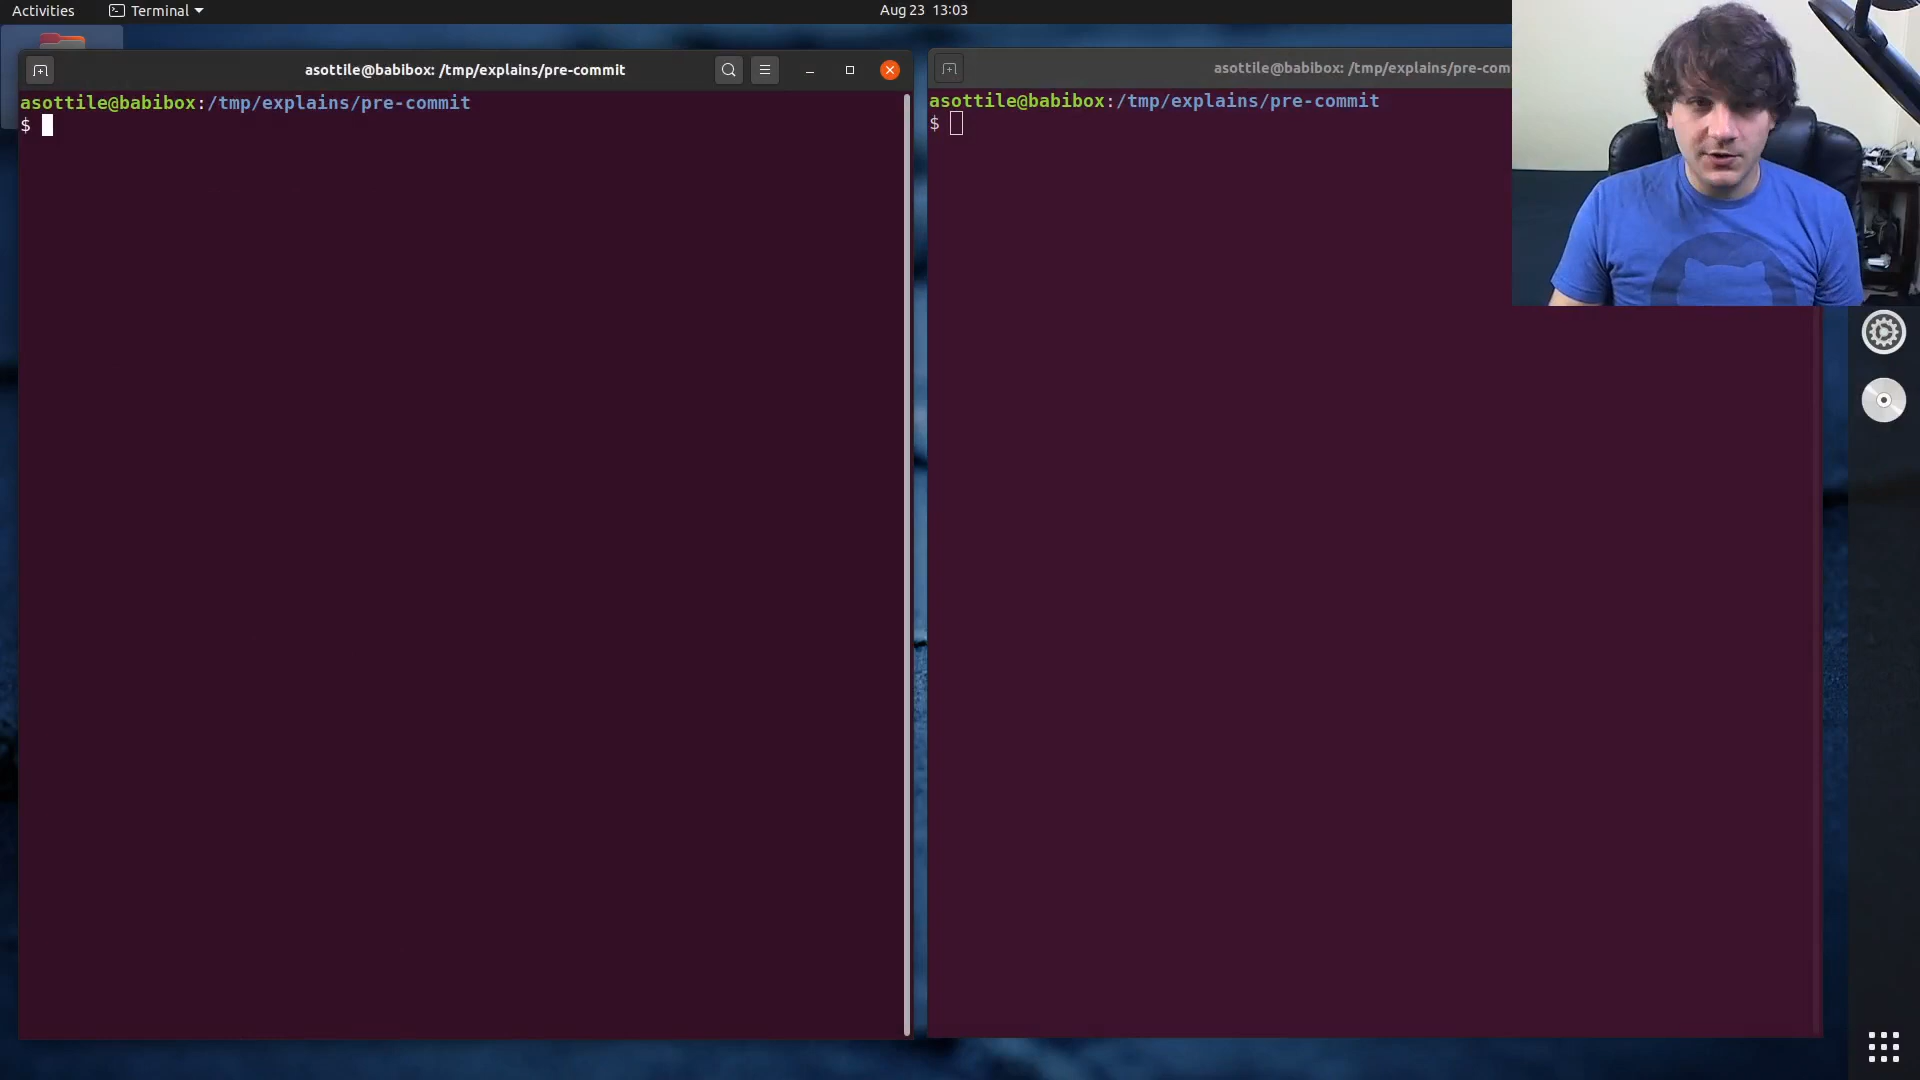 Activities
Terminal
Aug 23 13:03
asottile@babibox: /tmp/explains/pre-commit
asottile@babibox:/tmp/explains/pre-commit
$
asottile@babibox: /tmp/explains/pre-com
asottile@babibox:/tmp/explains/pre-commit
$